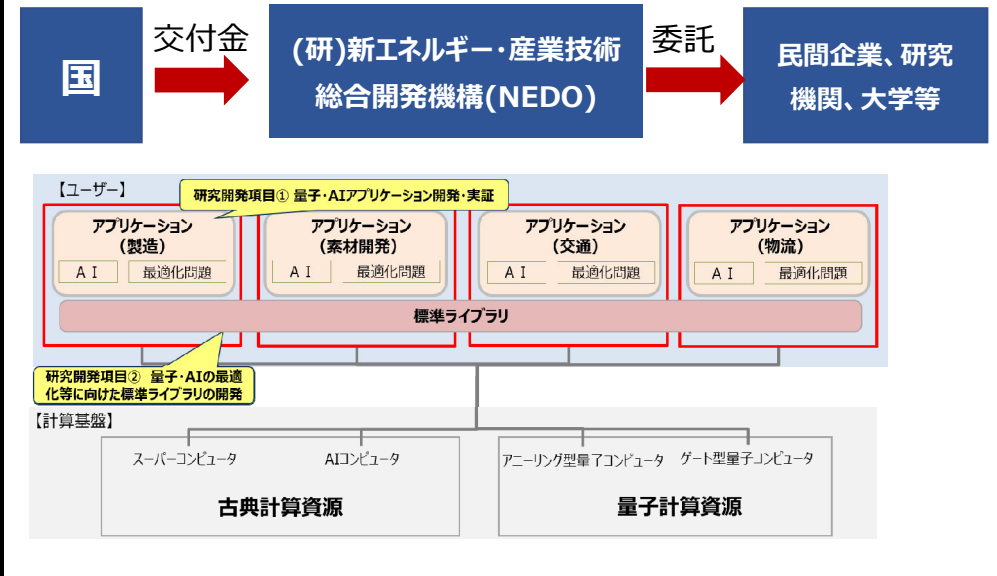 国
交付金
(研)新エネルギー・産業技術
総合開発機構(NEDO)
委託
民間企業、研究
機関、大学等
【ユーザー】
研究開発項目① 量子・AIアプリケーション開発・実証
アプリケーション
(製造)
AI
最適化問題
アプリケーション
(素材開発)
AI
最適化問題
アプリケーション
(交通)
AI
最適化問題
アプリケーション
(物流)
AI
最適化問題
標準ライブラリ
研究開発項目② 量子・AIの最適
化等に向けた標準ライブラリの開発
【計算基盤】
スーパーコンピュータ
AIコンピュータ
古典計算資源
アニーリング型量子コンピュータ
ゲート型量子コンピュータ
量子計算資源